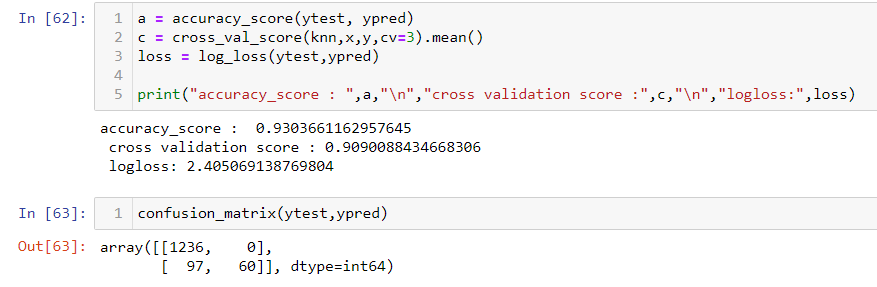 In [62]:
1 a = accuracy_score(ytest, ypred)
2 c = cross_val_score(knn,x,y,cv=3).mean()
3 loss = log_loss(ytest,ypred)
4
5 print("accuracy_score : ",a,"\n","cross validation score :",c,"\n","logloss:",loss)
accuracy_score :  0.9303661162957645
 cross validation score : 0.9090088434668306
 logloss: 2.405069138769804
In [63]:
1 confusion_matrix(ytest,ypred)
Out[63]: array([[1236,    0],
       [  97,   60]], dtype=int64)